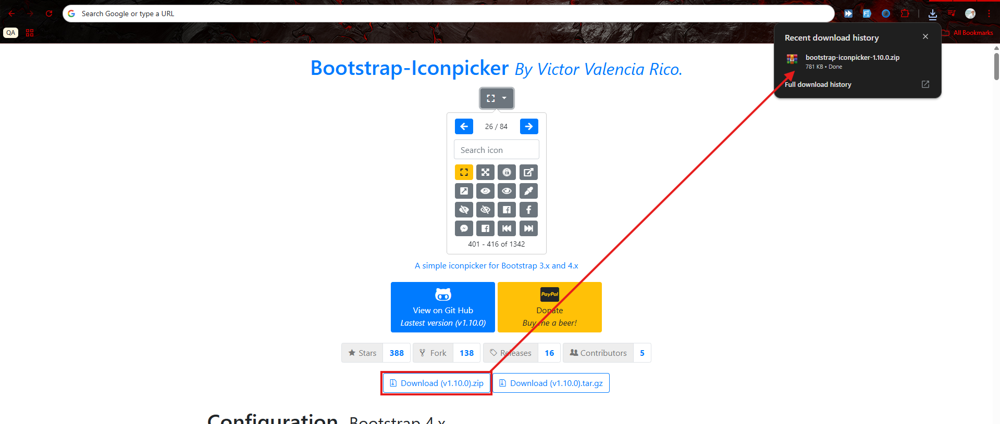 Search Google or type a URL
QA
All Bookmarks
Recent download history
bootstrap-iconpicker-1.10.0.zip
781 KB • Done
Full download history
Bootstrap-Iconpicker By Victor Valencia Rico.
26 / 84
Search icon
401 - 416 of 1342
A simple iconpicker for Bootstrap 3.x and 4.x
View on Git Hub
Lastest version (v1.10.0)
PayPal
Donate
Buy me a beer!
Stars 388
Fork 138
Releases 16
Contributors 5
Download (v1.10.0).zip
Download (v1.10.0).tar.gz
Configuration Bootstrap 4.x